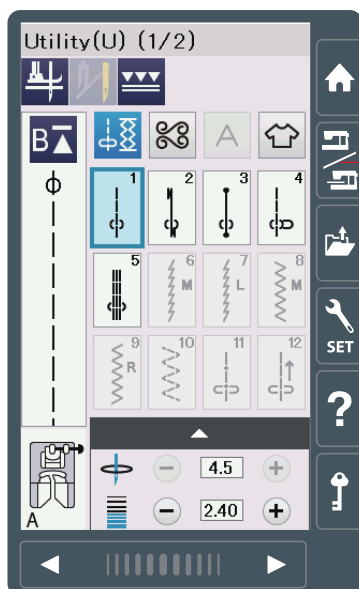 Utility(U) (1/2)
B
A
1 2 3 4
5 6 7 8
M L M
9 10 11 12
R
SET
?
A
4.5
2.40